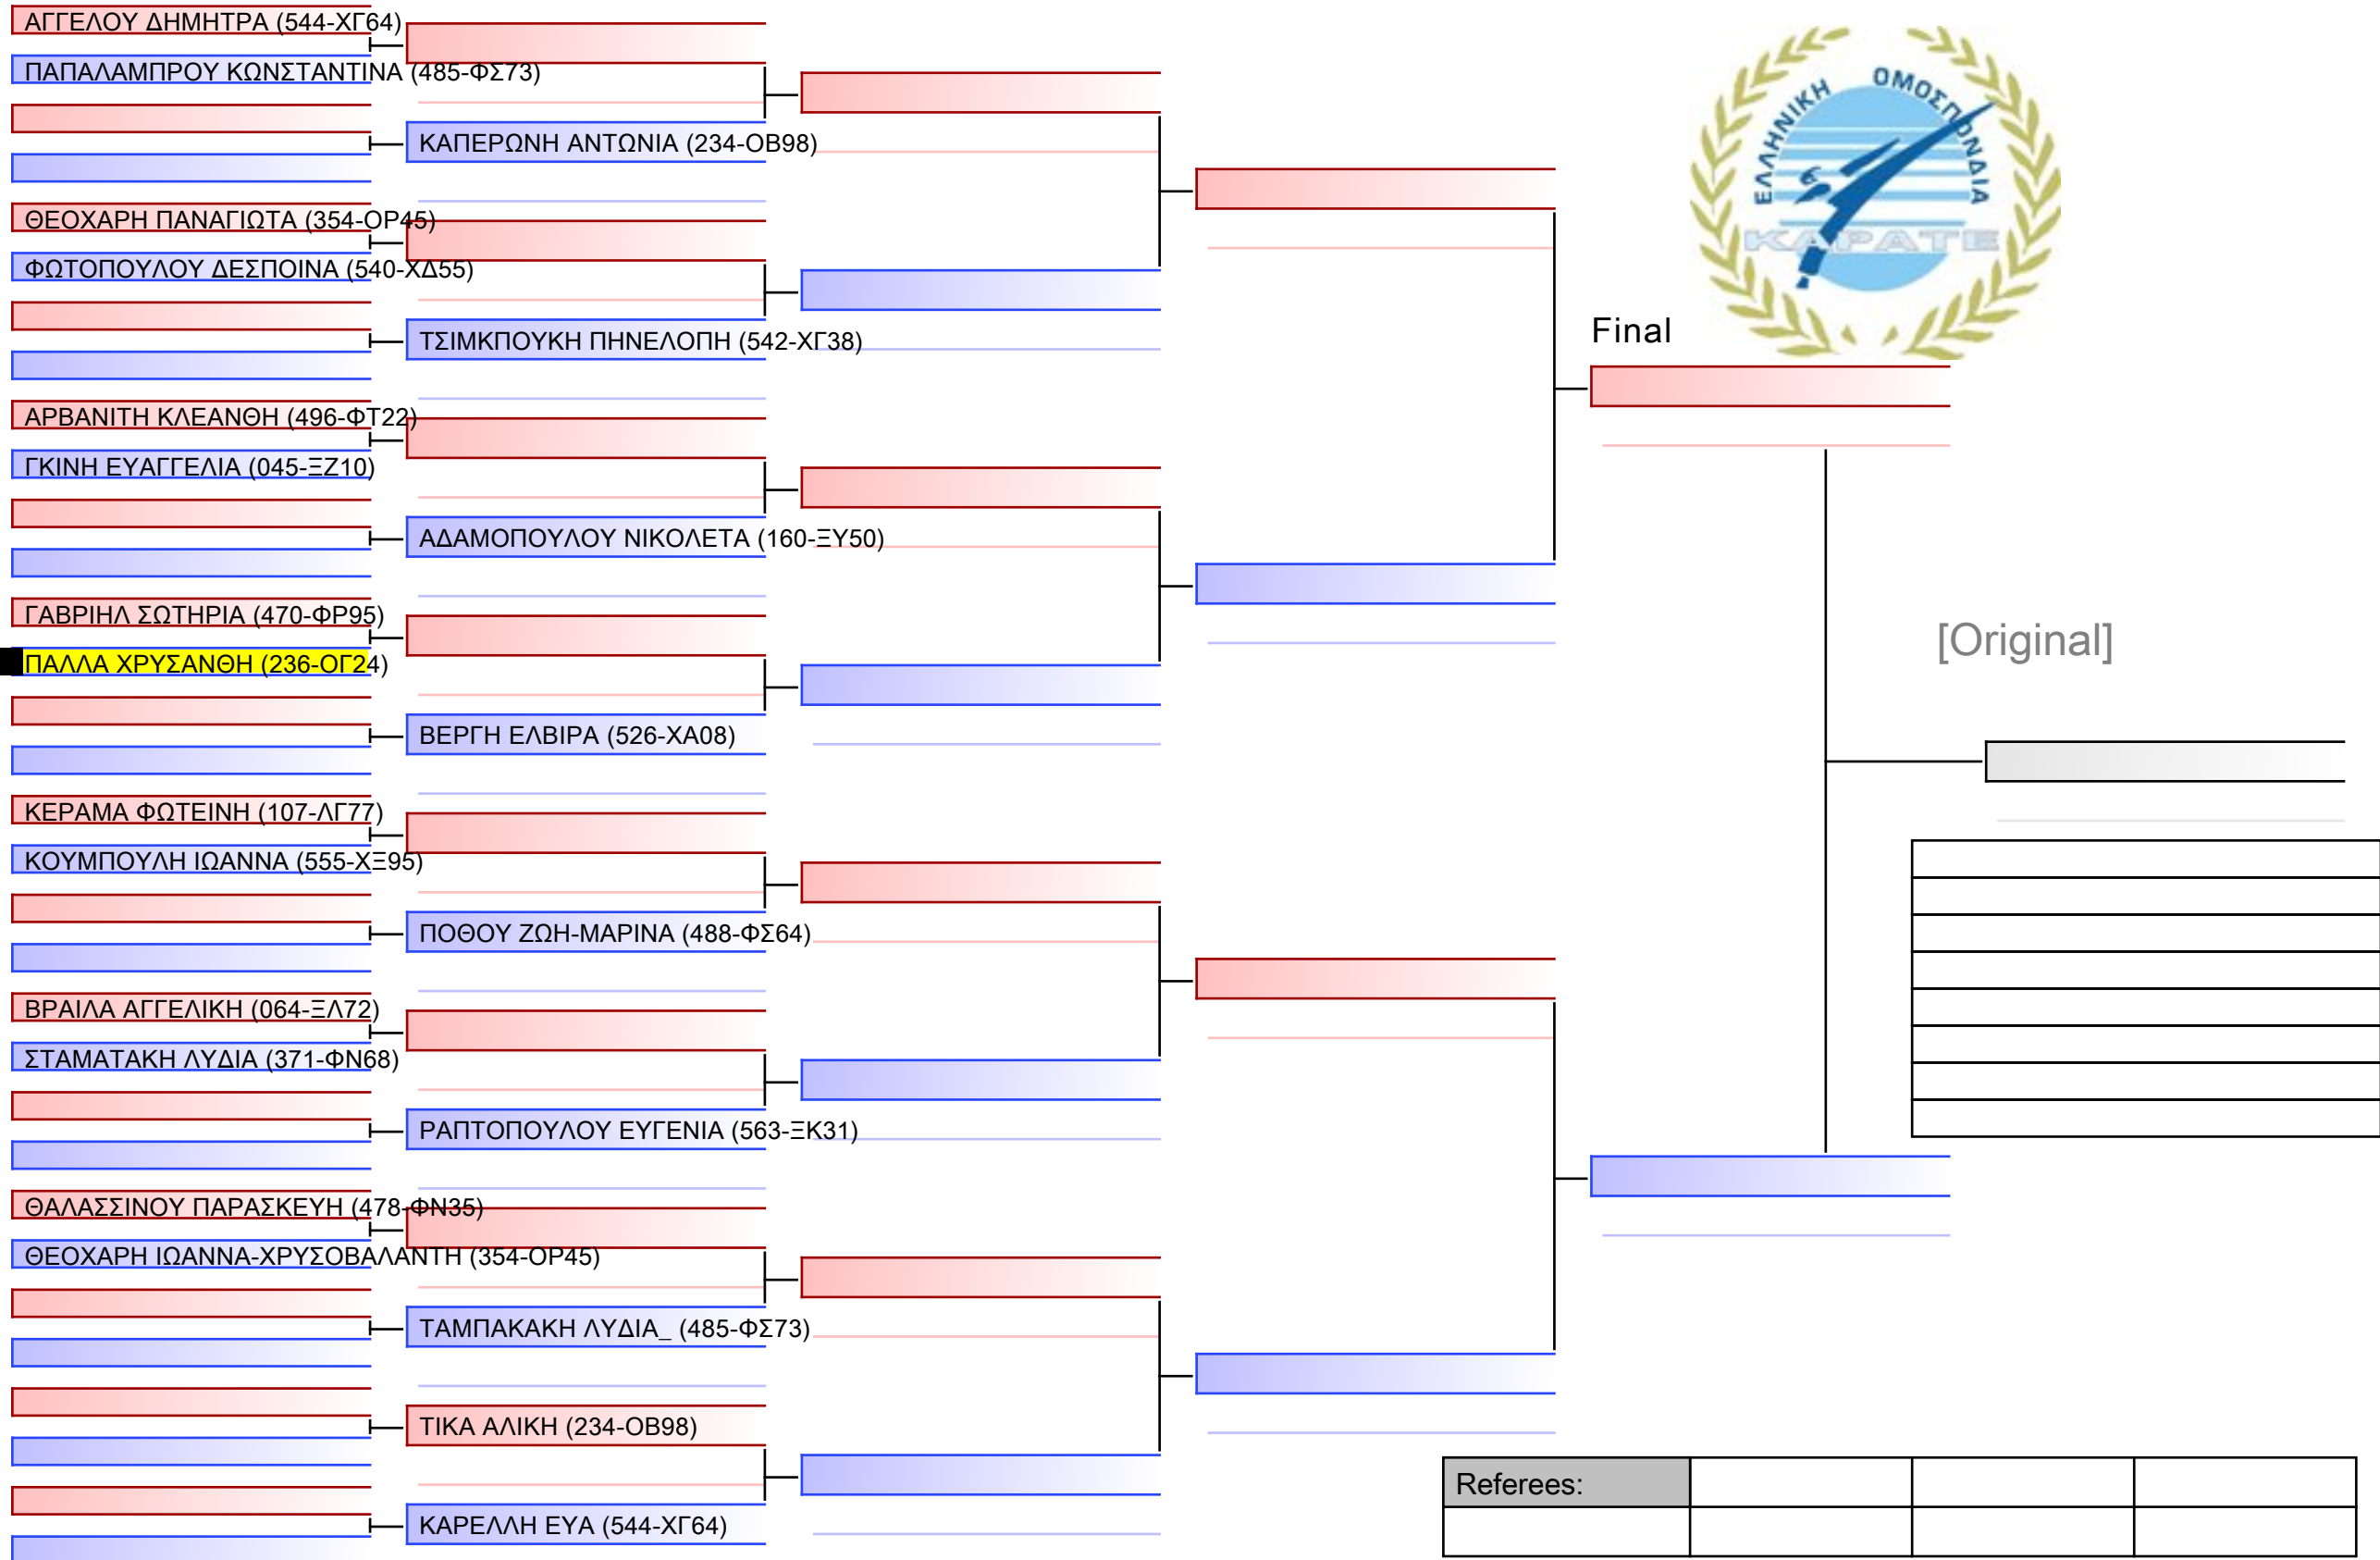 ΑΓΓΕΛΟΥ ΔΗΜΗΤΡΑ (544-ΧΓ64)
ΠΑΠΑΛΑΜΠΡΟΥ ΚΩΝΣΤΑΝΤΙΝΑ (485-ΦΣ73)
ΚΑΠΕΡΩΝΗ ΑΝΤΩΝΙΑ (234-ΟΒ98)
ΘΕΟΧΑΡΗ ΠΑΝΑΓΙΩΤΑ (354-ΟΡ45)
ΦΩΤΟΠΟΥΛΟΥ ΔΕΣΠΟΙΝΑ (540-ΧΔ55)
ΤΣΙΜΚΠΟΥΚΗ ΠΗΝΕΛΟΠΗ (542-ΧΓ38)
ΑΡΒΑΝΙΤΗ ΚΛΕΑΝΘΗ (496-ΦΤ22)
ΓΚΙΝΗ ΕΥΑΓΓΕΛΙΑ (045-ΞΖ10)
ΑΔΑΜΟΠΟΥΛΟΥ ΝΙΚΟΛΕΤΑ (160-ΞΥ50)
ΓΑΒΡΙΗΛ ΣΩΤΗΡΙΑ (470-ΦΡ95)
ΠΑΛΛΑ ΧΡΥΣΑΝΘΗ (236-ΟΓ24)
ΒΕΡΓΗ ΕΛΒΙΡΑ (526-ΧΑ08)
ΚΕΡΑΜΑ ΦΩΤΕΙΝΗ (107-ΛΓ77)
ΚΟΥΜΠΟΥΛΗ ΙΩΑΝΝΑ (555-ΧΞ95)
ΠΟΘΟΥ ΖΩΗ-ΜΑΡΙΝΑ (488-ΦΣ64)
ΒΡΑΙΛΑ ΑΓΓΕΛΙΚΗ (064-ΞΛ72)
ΣΤΑΜΑΤΑΚΗ ΛΥΔΙΑ (371-ΦΝ68)
ΡΑΠΤΟΠΟΥΛΟΥ ΕΥΓΕΝΙΑ (563-ΞΚ31)
ΘΑΛΑΣΣΙΝΟΥ ΠΑΡΑΣΚΕΥΗ (478-ΦΝ35)
ΘΕΟΧΑΡΗ ΙΩΑΝΝΑ-ΧΡΥΣΟΒΑΛΑΝΤΗ (354-ΟΡ45)
ΤΑΜΠΑΚΑΚΗ ΛΥΔΙΑ_ (485-ΦΣ73)
ΤΙΚΑ ΑΛΙΚΗ (234-ΟΒ98)
ΚΑΡΕΛΛΗ ΕΥΑ (544-ΧΓ64)
ΕΛΛΗΝΙΚΗ ΟΜΟΣΠΟΝΔΙΑ
ΚΑΡΑΤΕ
Final
[Original]
Referees: